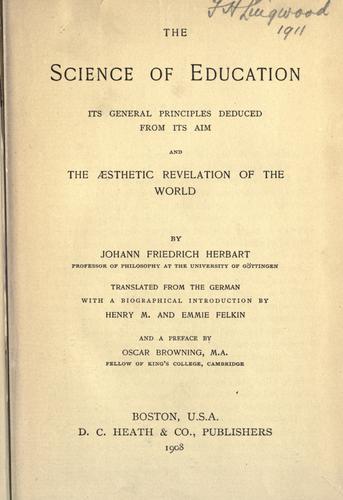 1911
THE
SCIENCE OF EDUCATION
ITS GENERAL PRINCIPLES DEDUCED
FROM ITS AIM
AND
THE ÆSTHETIC REVELATION OF THE
WORLD
BY
JOHANN FRIEDRICH HERBART
PROFESSOR OF PHILOSOPHY AT THE UNIVERSITY OF GÖTTINGEN
TRANSLATED FROM THE GERMAN
WITH A BIOGRAPHICAL INTRODUCTION BY
HENRY M. AND EMMIE FELKIN
AND A PREFACE BY
OSCAR BROWNING, M.A.
FELLOW OF KING'S COLLEGE, CAMBRIDGE
BOSTON, U.S.A.
D. C. HEATH & CO., PUBLISHERS
1908